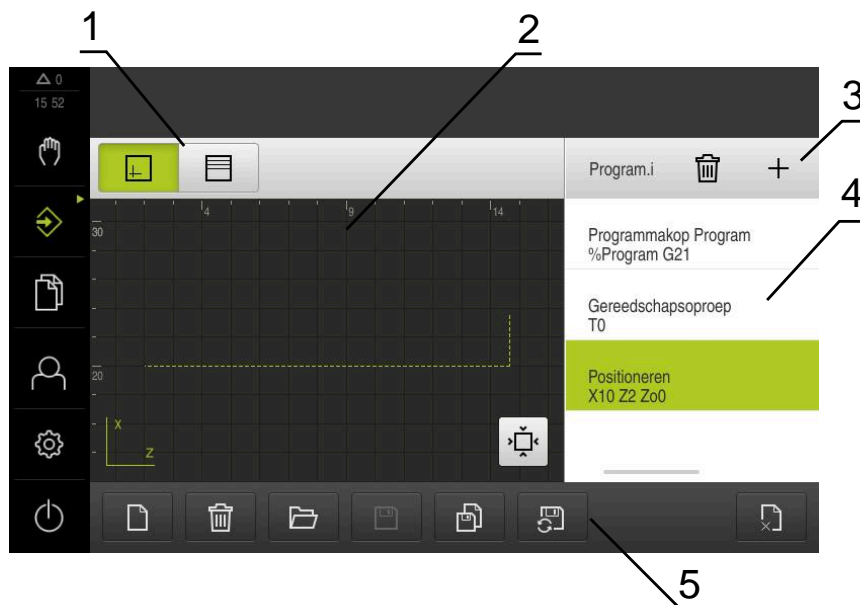 1
2
3
4
5
0
15 52
Program.i
4
9
14
30
20
X
Z
Programmakop Program
%Program G21
Gereedschapsoproep
T0
Positioneren
X10 Z2 Zo0